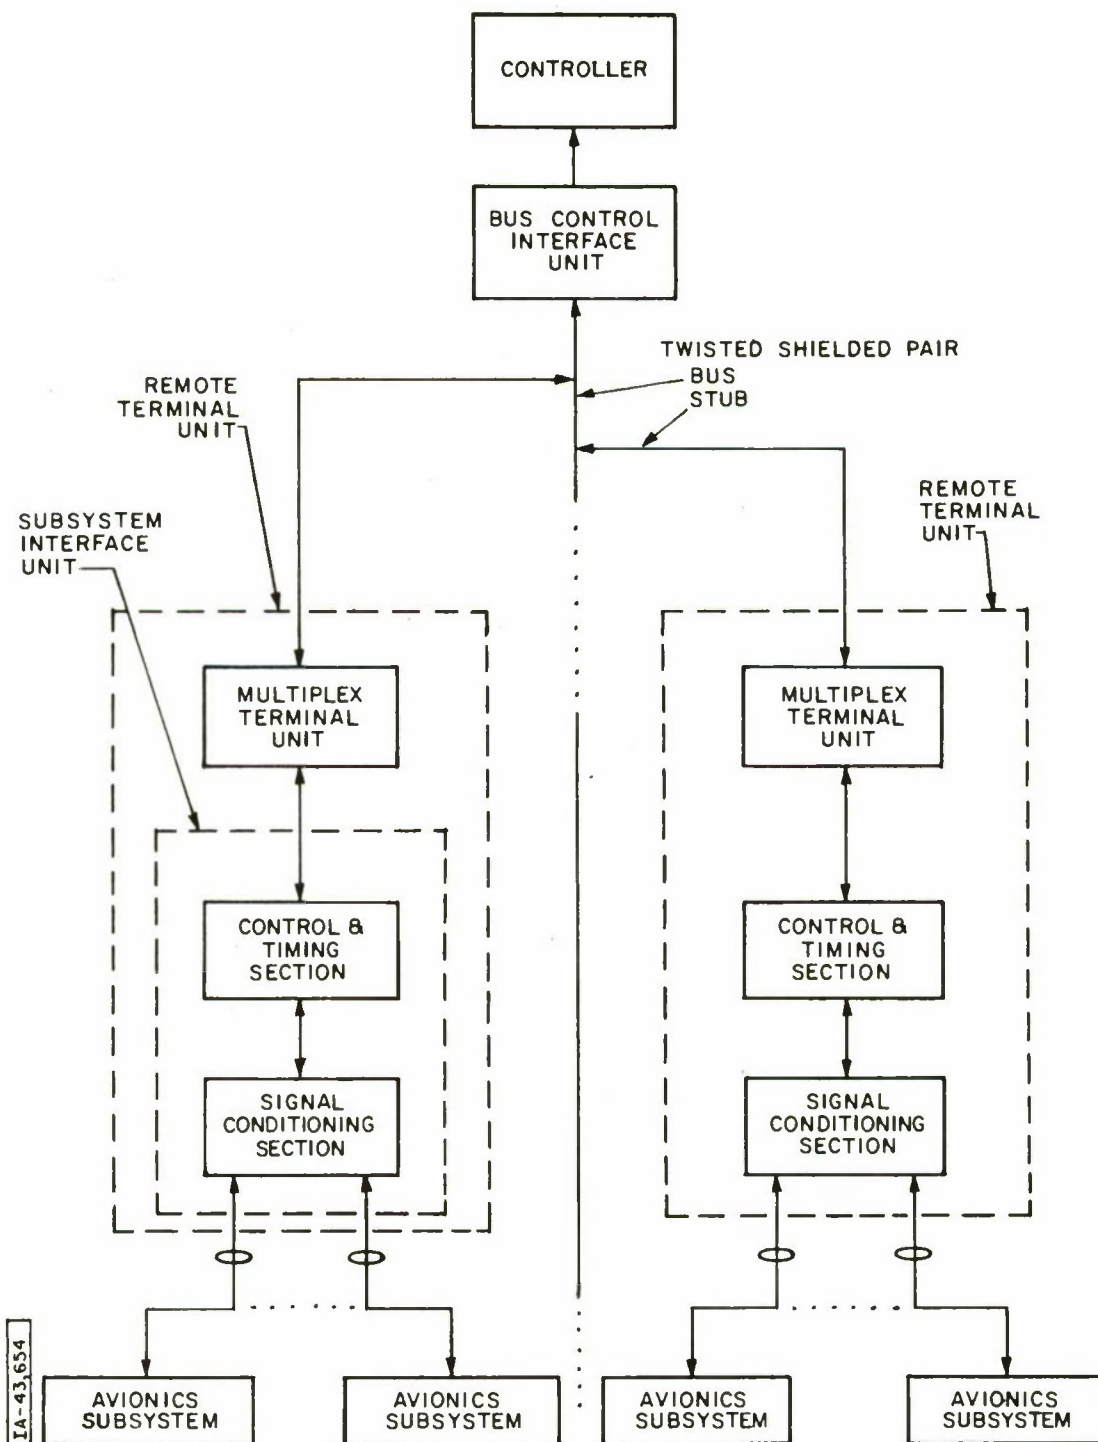 CONTROLLER
BUS CONTROL
INTERFACE
UNIT
TWISTED SHIELDED PAIR
BUS
STUB
REMOTE
TERMINAL
UNIT
SUBSYSTEM
INTERFACE
UNIT
REMOTE
TERMINAL
UNIT
MULTIPLEX
TERMINAL
UNIT
MULTIPLEX
TERMINAL
UNIT
CONTROL &
TIMING
SECTION
CONTROL &
TIMING
SECTION
SIGNAL
CONDITIONING
SECTION
SIGNAL
CONDITIONING
SECTION
IA-43,654
AVIONICS
SUBSYSTEM
AVIONICS
SUBSYSTEM
AVIONICS
SUBSYSTEM
AVIONICS
SUBSYSTEM